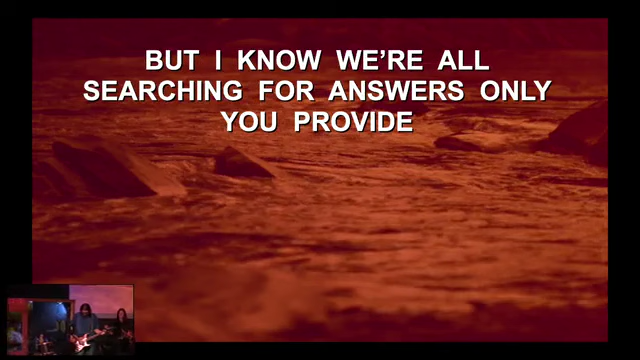 BUT I KNOW WE'RE ALL
SEARCHING FOR ANSWERS ONLY
YOU PROVIDE